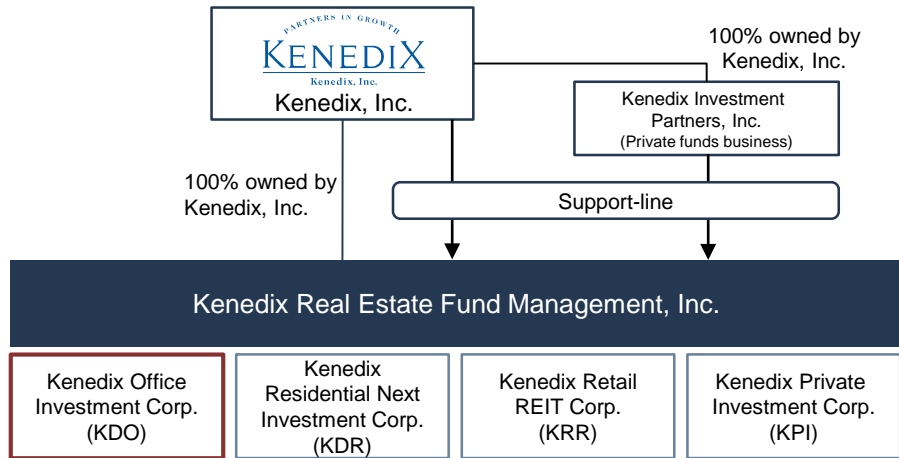 PARTNERS IN GROWTH
KENEDIX
Kenedix, Inc.
Kenedix, Inc.
100% owned by
Kenedix, Inc.
Kenedix Investment
Partners, Inc.
(Private funds business)
100% owned by
Kenedix, Inc.
Support-line
Kenedix Real Estate Fund Management, Inc.
Kenedix Office
Investment Corp.
(KDO)
Kenedix
Residential Next
Investment Corp.
(KDR)
Kenedix Retail
REIT Corp.
(KRR)
Kenedix Private
Investment Corp.
(KPI)